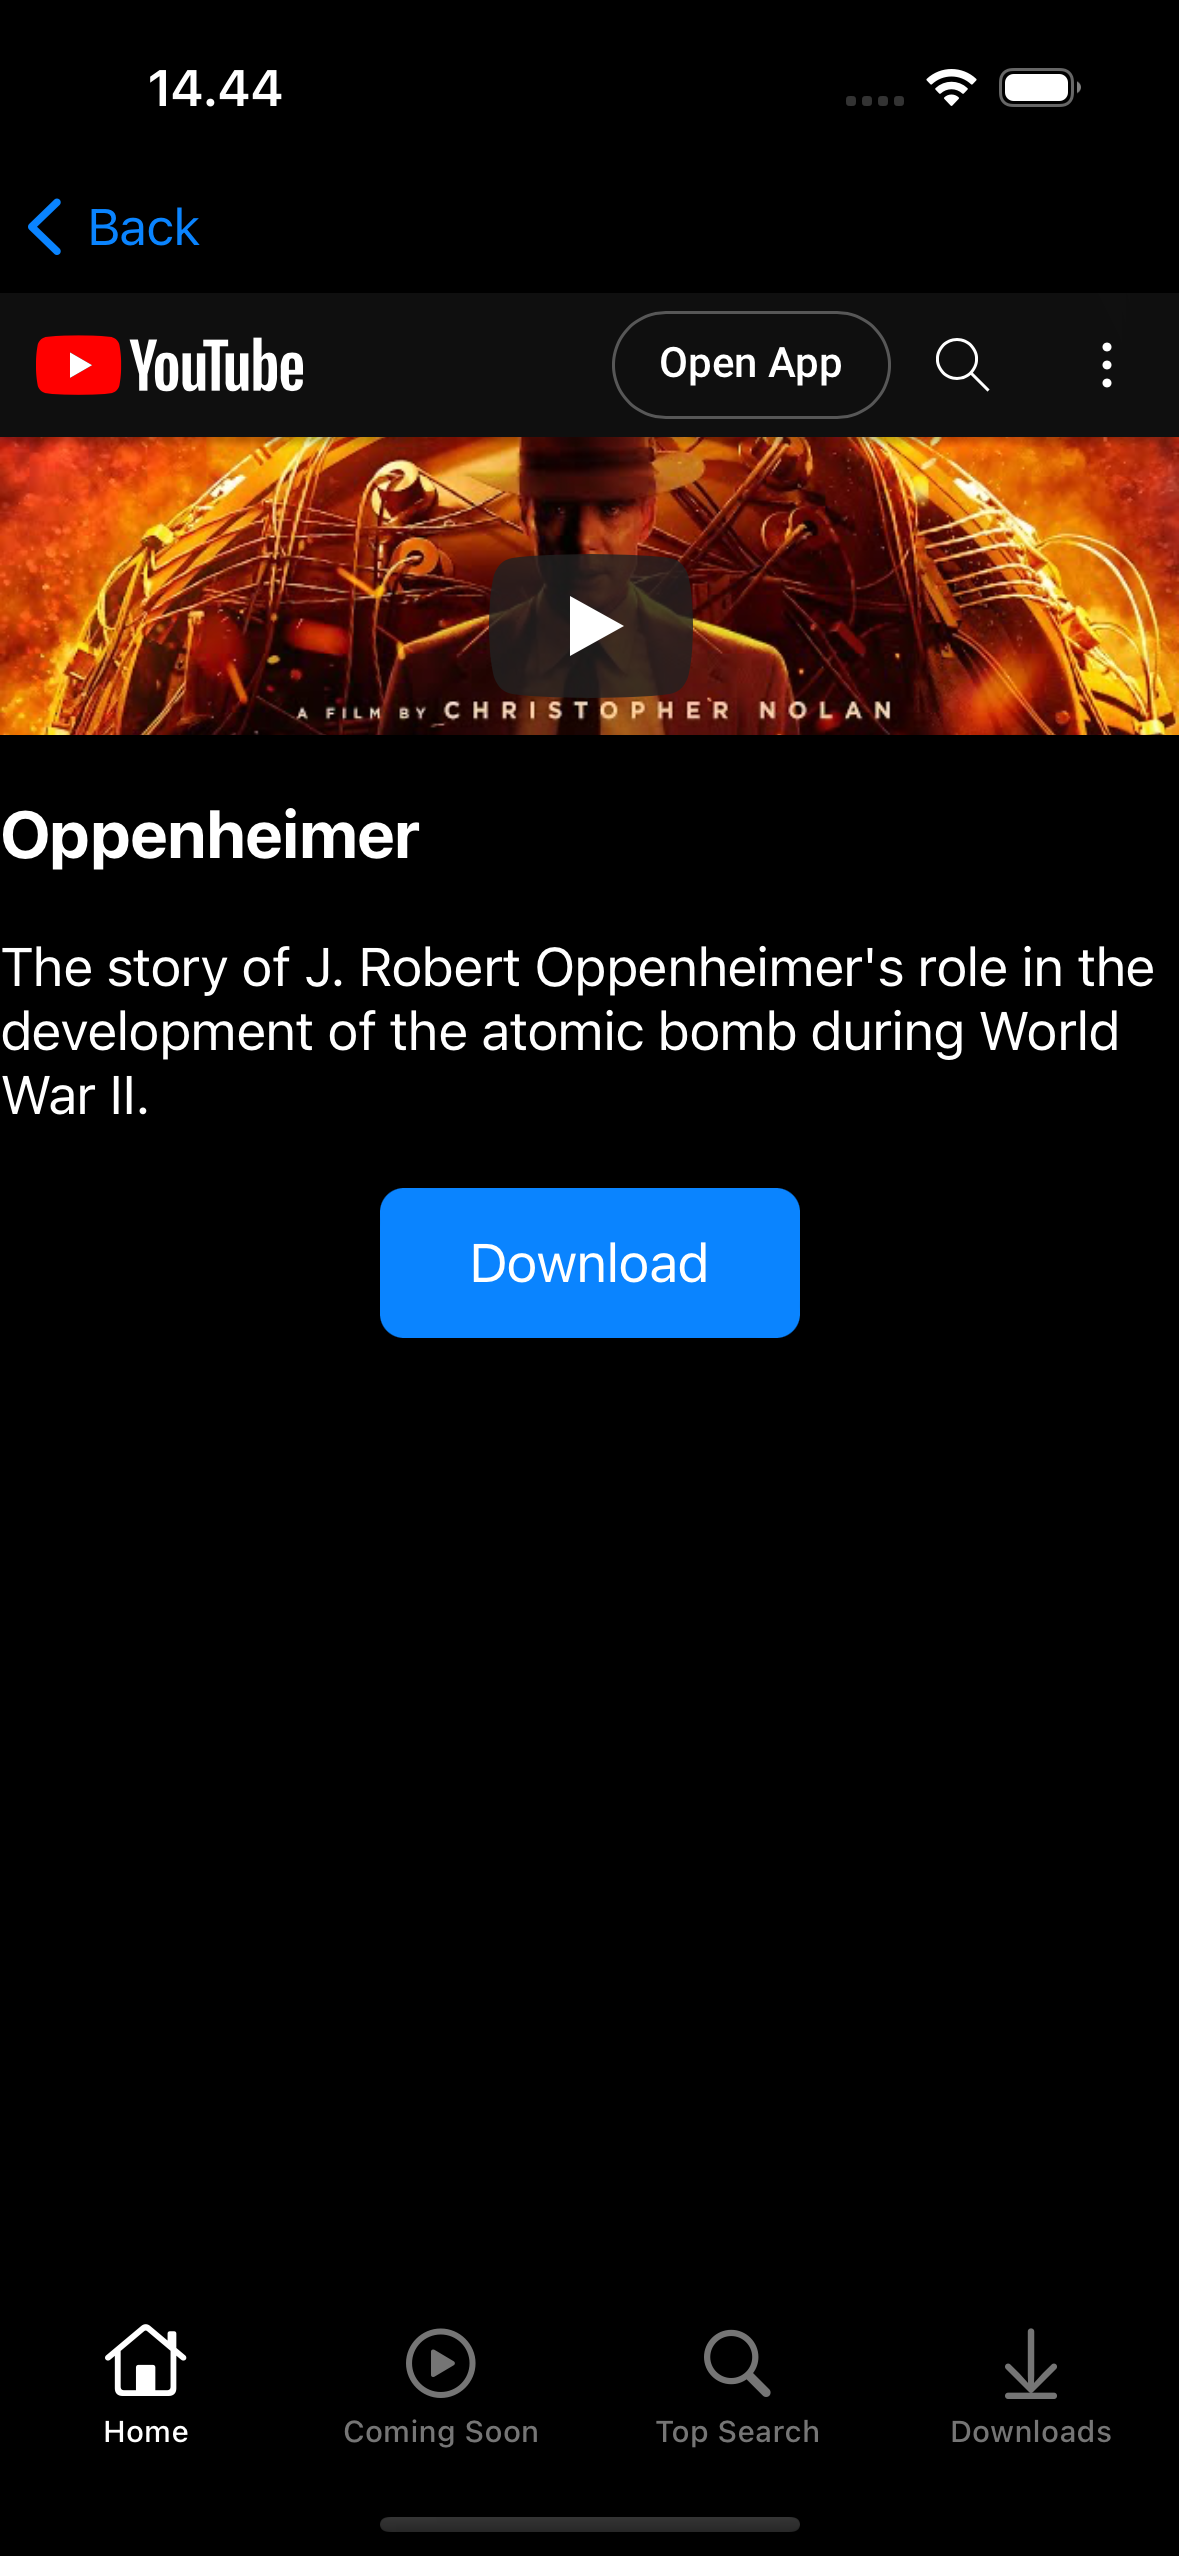 14.44
Back
YouTube
Open App
A FILM BY CHRISTOPHER NOLAN
Oppenheimer
The story of J. Robert Oppenheimer's role in the
development of the atomic bomb during World
War II.
Download
Home
Coming Soon
Top Search
Downloads